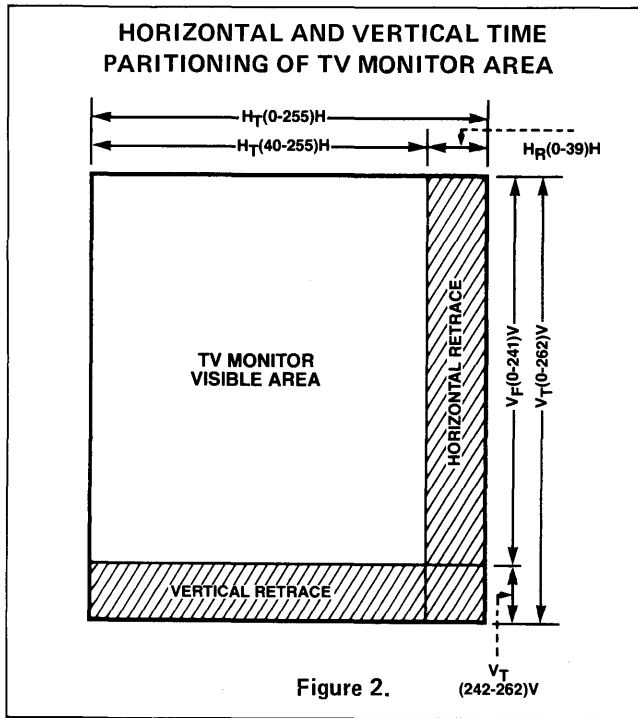 HORIZONTAL AND VERTICAL TIME
PARITIONING OF TV MONITOR AREA
HT(0-255)H
HT(40-255)H
HR(0-39)H
TV MONITOR
VISIBLE AREA
HORIZONTAL RETRACE
VF(0-241)V
VT(0-262)V
VERTICAL RETRACE
VT
(242-262)V
Figure 2.